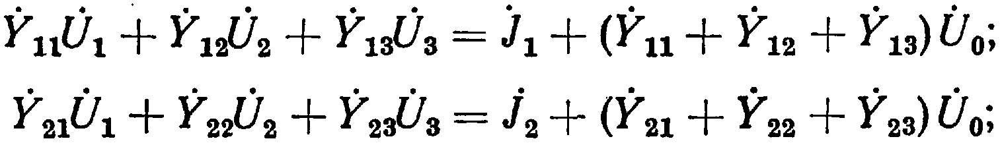 Ẏ₁₁U̇₁ + Ẏ₁₂U̇₂ + Ẏ₁₃U̇₃ = J̇₁ + (Ẏ₁₁ + Ẏ₁₂ + Ẏ₁₃) U̇₀;
Ẏ₂₁U̇₁ + Ẏ₂₂U̇₂ + Ẏ₂₃U̇₃ = J̇₂ + (Ẏ₂₁ + Ẏ₂₂ + Ẏ₂₃) U̇₀;